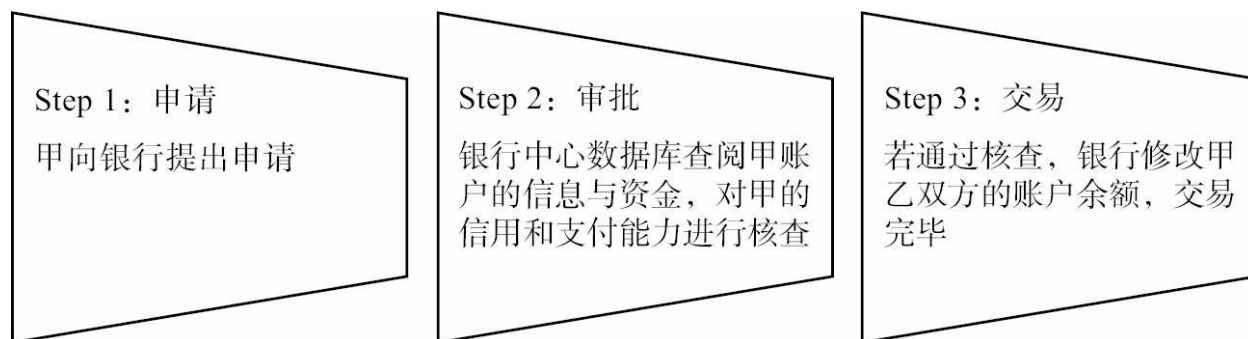 Step 1：申请
甲向银行提出申请
Step 2：审批
银行中心数据库查阅甲账
户的信息与资金，对甲的
信用和支付能力进行核查
Step 3：交易
若通过核查，银行修改甲
乙双方的账户余额，交易
完毕